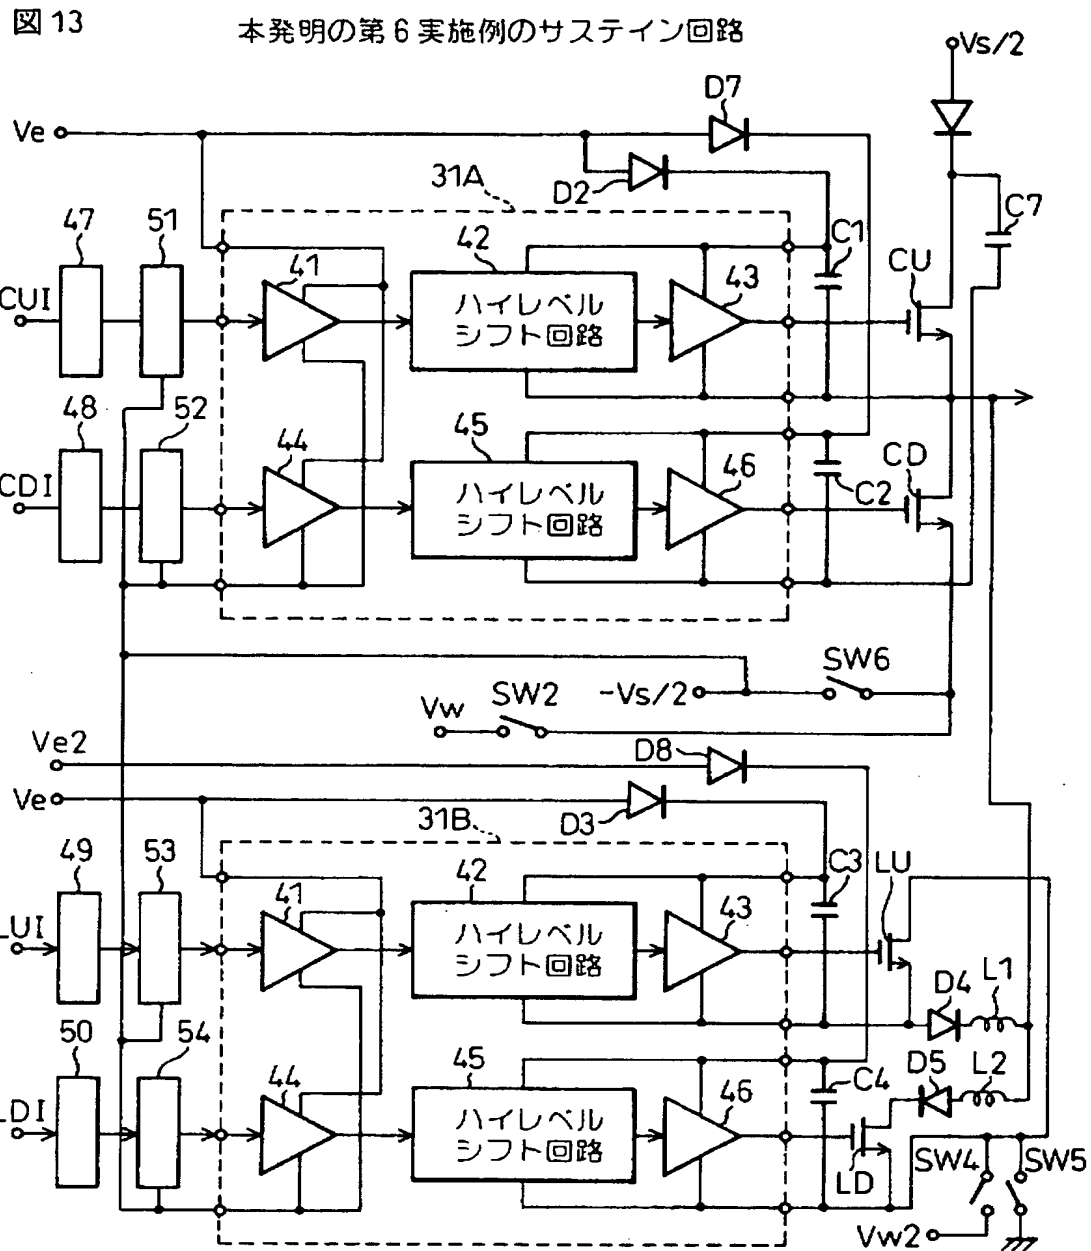 図13
本発明の第6実施例のサステイン回路
Vs/2
D7
Ve
31A
D2
C7
47
51
42
C1
CU
41
43
CUI
ハイレベル
シフト回路
48
52
45
CD
44
46
C2
CDI
ハイレベル
シフト回路
SW6
-Vs/2
SW2
Vw
Ve2
D8
Ve
D3
31B
49
53
42
C3
LU
41
43
LUI
ハイレベル
シフト回路
D4
L1
50
54
45
D5
L2
44
46
C4
LDI
ハイレベル
シフト回路
LD
SW4
SW5
Vw2